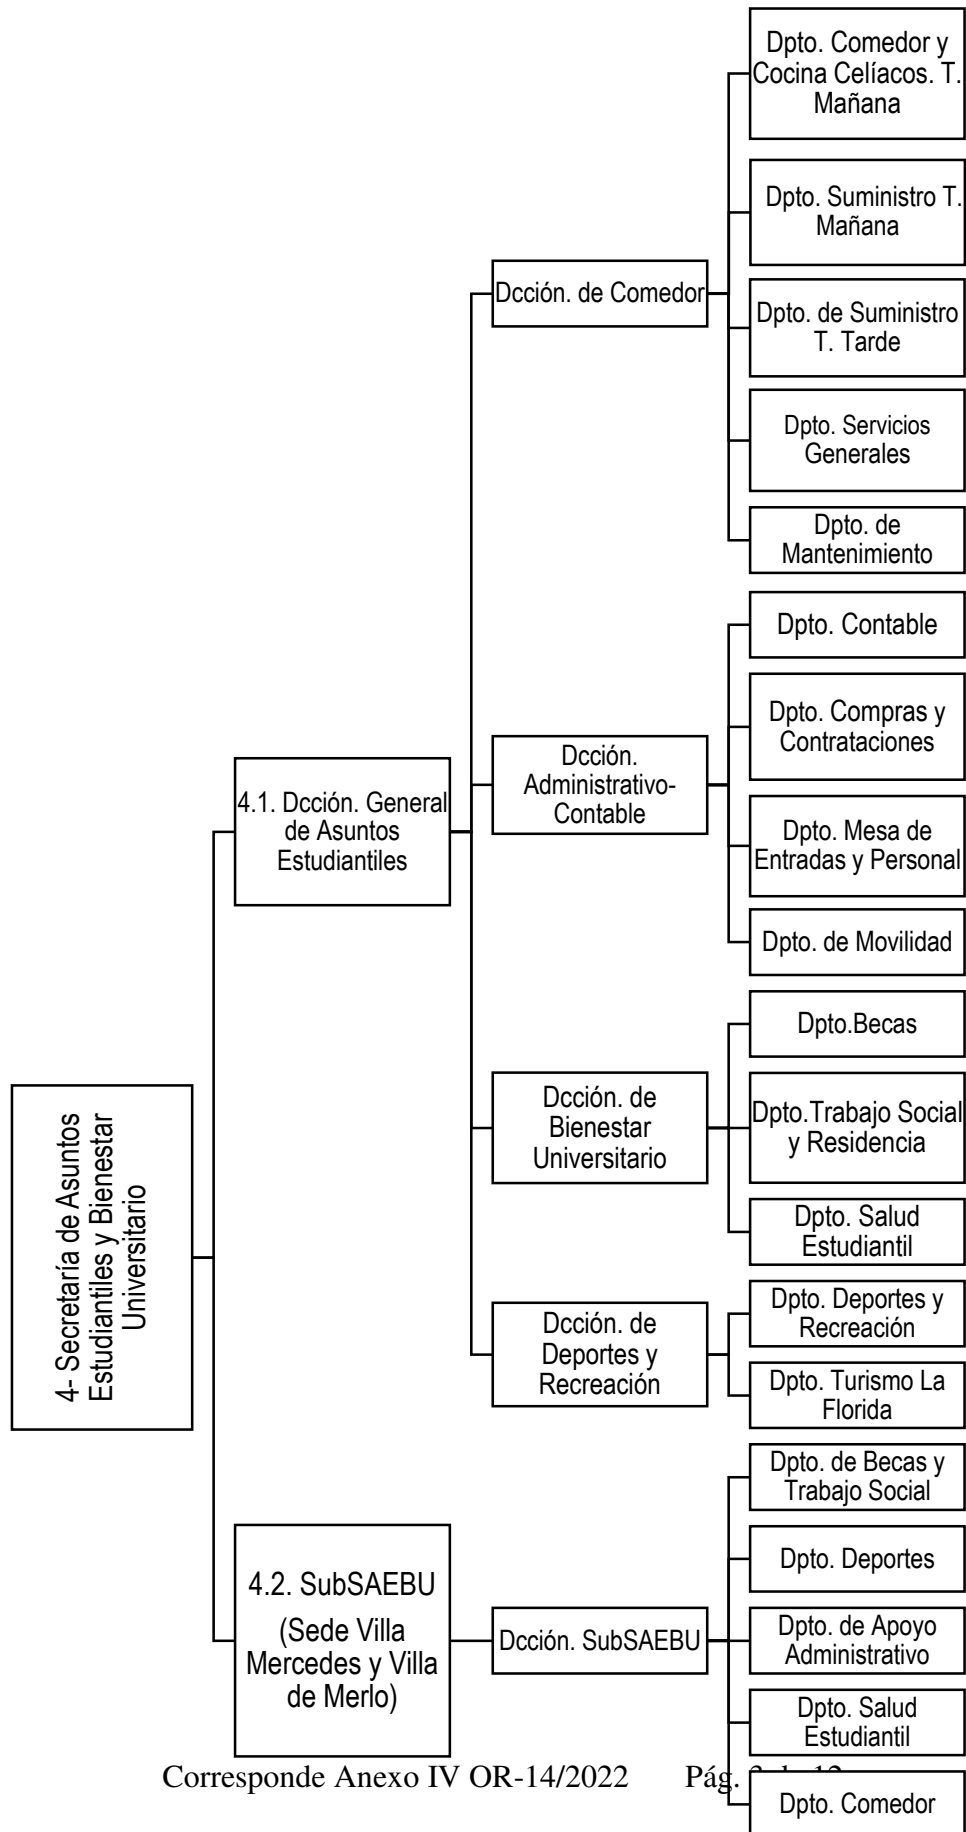 4- Secretaría de Asuntos
Estudiantiles y Bienestar
Universitario
4.1. Dcción. General
de Asuntos
Estudiantiles
Dcción. de Comedor
Dpto. Comedor y
Cocina Celíacos. T.
Mañana
Dpto. Suministro T.
Mañana
Dpto. de Suministro
T. Tarde
Dpto. Servicios
Generales
Dpto. de
Mantenimiento
Dcción.
Administrativo-
Contable
Dpto. Contable
Dpto. Compras y
Contrataciones
Dpto. Mesa de
Entradas y Personal
Dpto. de Movilidad
Dcción. de
Bienestar
Universitario
Dpto.Becas
Dpto.Trabajo Social
y Residencia
Dpto. Salud
Estudiantil
Dcción. de
Deportes y
Recreación
Dpto. Deportes y
Recreación
Dpto. Turismo La
Florida
4.2. SubSAEBU
(Sede Villa
Mercedes y Villa
de Merlo)
Dcción. SubSAEBU
Dpto. de Becas y
Trabajo Social
Dpto. Deportes
Dpto. de Apoyo
Administrativo
Dpto. Salud
Estudiantil
Dpto. Comedor
Corresponde Anexo IV OR-14/2022 Pág.